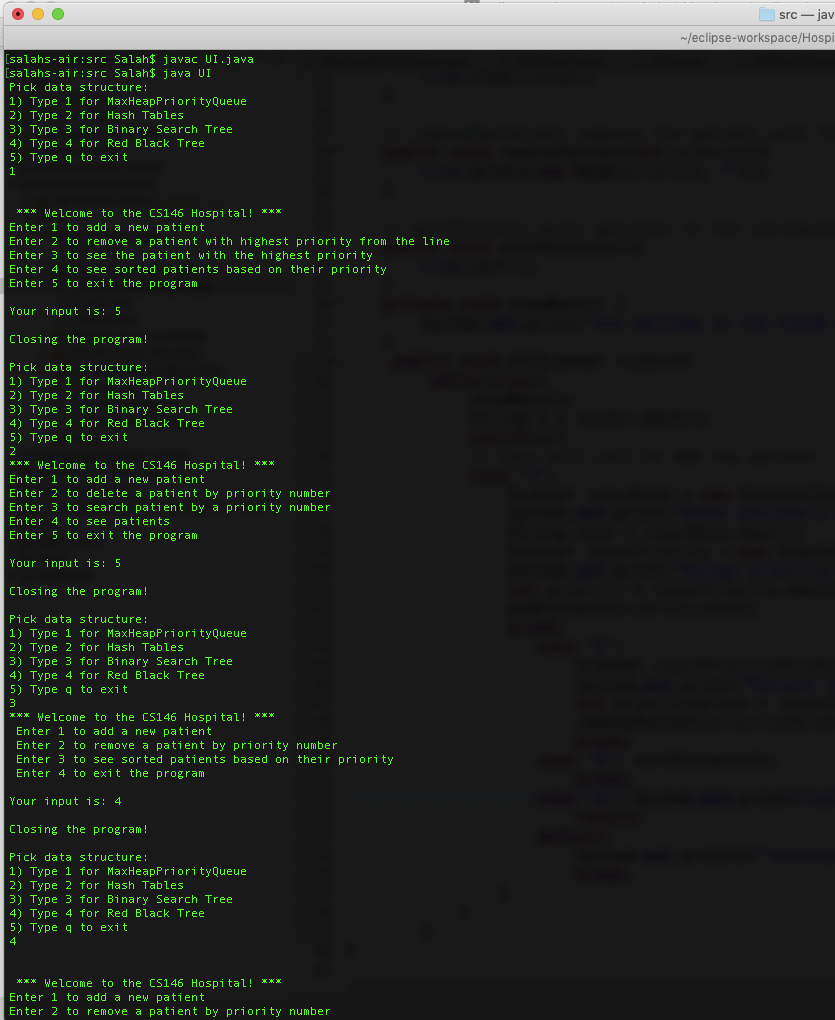 src — jav
~/eclipse-workspace/Hospi
[salahs-air:src Salah$ javac UI.java
[salahs-air:src Salah$ java UI
Pick data structure:
1) Type 1 for MaxHeapPriorityQueue
2) Type 2 for Hash Tables
3) Type 3 for Binary Search Tree
4) Type 4 for Red Black Tree
5) Type q to exit
1
*** Welcome to the CS146 Hospital! ***
Enter 1 to add a new patient
Enter 2 to remove a patient with highest priority from the line
Enter 3 to see the patient with the highest priority
Enter 4 to see sorted patients based on their priority
Enter 5 to exit the program
Your input is: 5
Closing the program!
Pick data structure:
1) Type 1 for MaxHeapPriorityQueue
2) Type 2 for Hash Tables
3) Type 3 for Binary Search Tree
4) Type 4 for Red Black Tree
5) Type q to exit
2
*** Welcome to the CS146 Hospital! ***
Enter 1 to add a new patient
Enter 2 to delete a patient by priority number
Enter 3 to search patient by a priority number
Enter 4 to see patients
Enter 5 to exit the program
Your input is: 5
Closing the program!
Pick data structure:
1) Type 1 for MaxHeapPriorityQueue
2) Type 2 for Hash Tables
3) Type 3 for Binary Search Tree
4) Type 4 for Red Black Tree
5) Type q to exit
3
*** Welcome to the CS146 Hospital! ***
Enter 1 to add a new patient
Enter 2 to remove a patient by priority number
Enter 3 to see sorted patients based on their priority
Enter 4 to exit the program
Your input is: 4
Closing the program!
Pick data structure:
1) Type 1 for MaxHeapPriorityQueue
2) Type 2 for Hash Tables
3) Type 3 for Binary Search Tree
4) Type 4 for Red Black Tree
5) Type q to exit
4
*** Welcome to the CS146 Hospital! ***
Enter 1 to add a new patient
Enter 2 to remove a patient by priority number